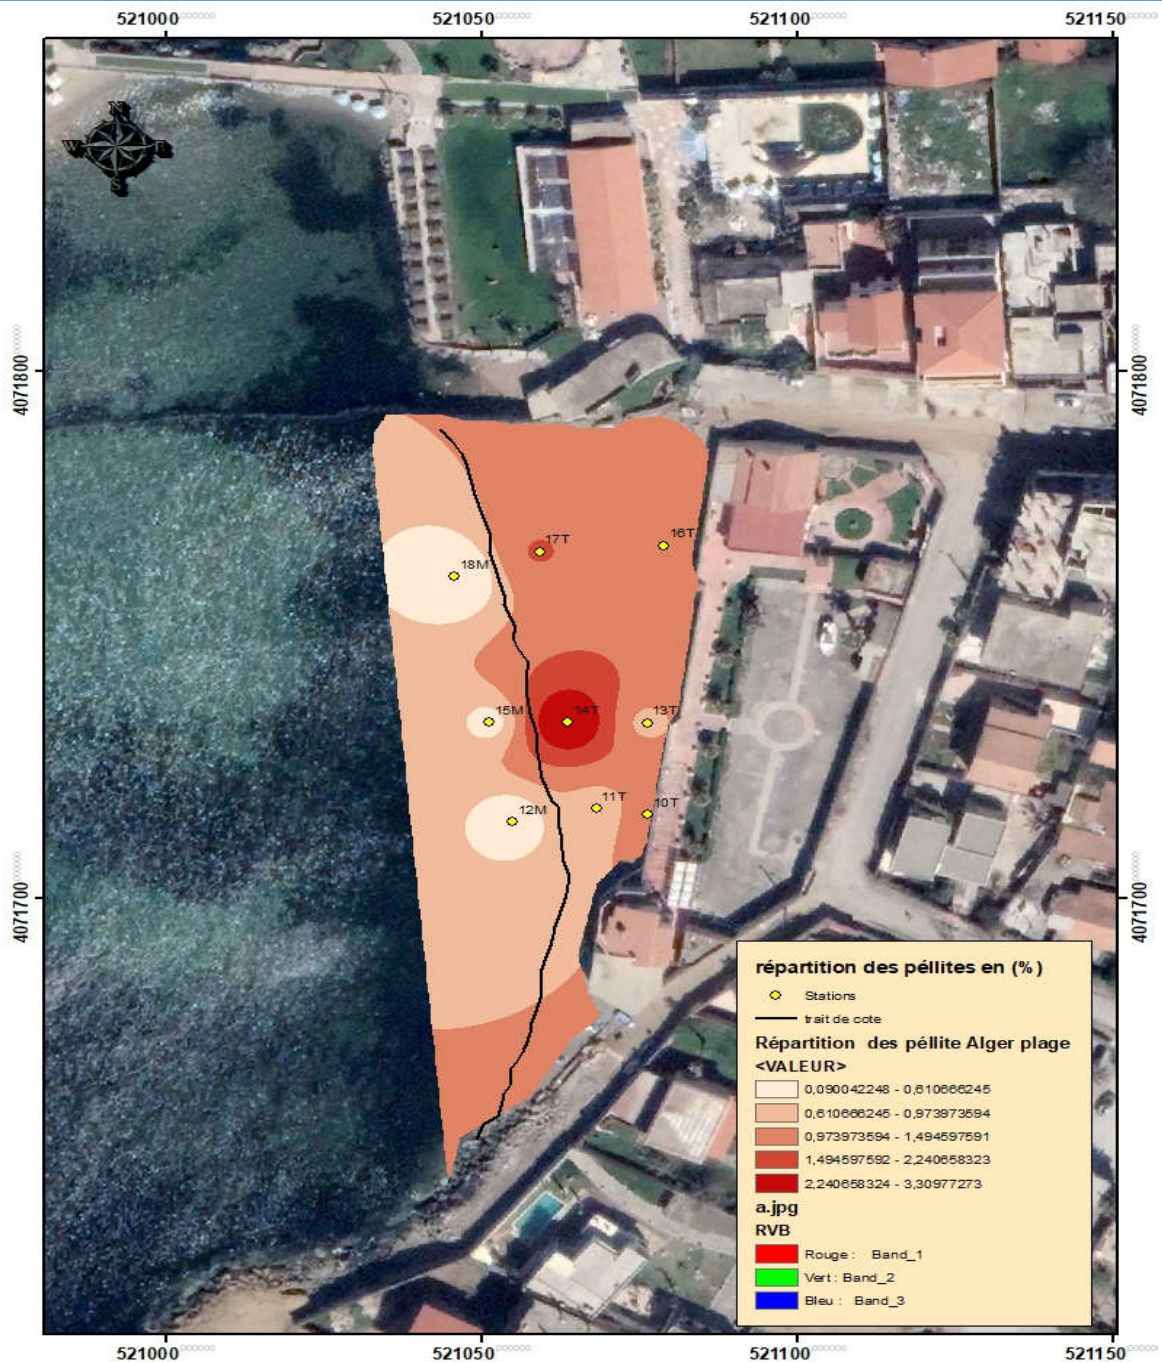 521000 521050 521100 521150
N
W E
S
4071800 4071800
17T 16T
18M
15M 14T 13T
12M 11T 10T
4071700 4071700
répartition des péllites en (%)
Stations
trait de cote
Répartition des péllite Alger plage
<VALEUR>
0,090042248 - 0,610666245
0,610666245 - 0,973973594
0,973973594 - 1,494597591
1,494597592 - 2,240658323
2,240658324 - 3,30977273
a.jpg
RVB
Rouge : Band_1
Vert : Band_2
Bleu : Band_3
521000 521050 521100 521150